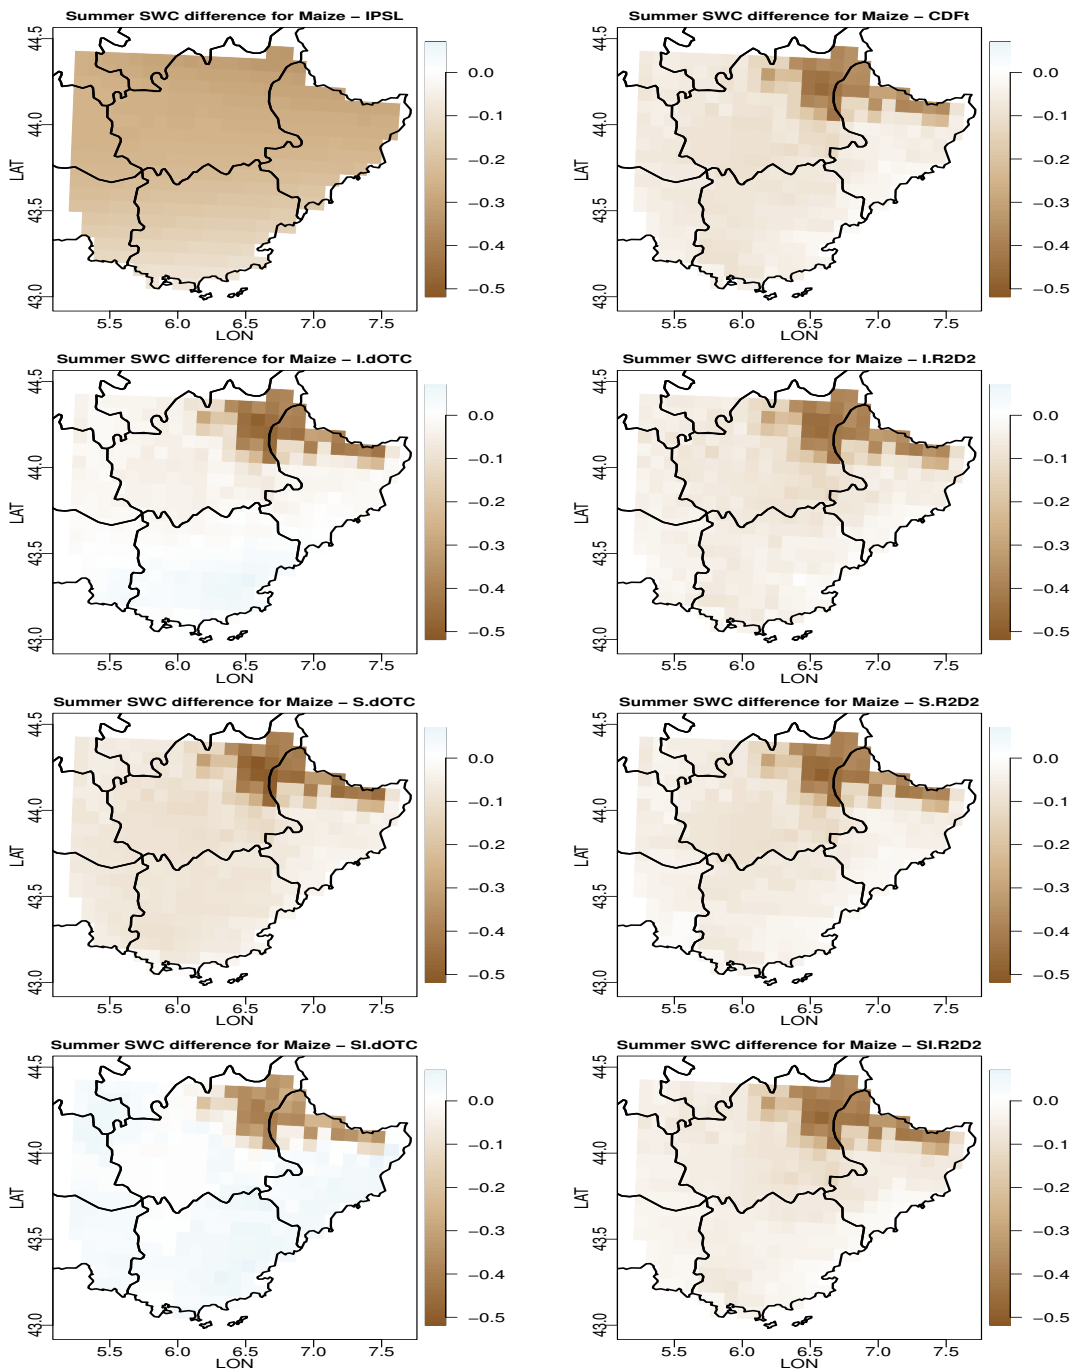 Summer SWC difference for Maize – IPSL
LAT
44.5
44.0
43.5
43.0
5.5 6.0 6.5 7.0 7.5
LON
0.0
−0.1
−0.2
−0.3
−0.4
−0.5
Summer SWC difference for Maize – CDFt
LAT
44.5
44.0
43.5
43.0
5.5 6.0 6.5 7.0 7.5
LON
0.0
−0.1
−0.2
−0.3
−0.4
−0.5
Summer SWC difference for Maize – I.dOTC
LAT
44.5
44.0
43.5
43.0
5.5 6.0 6.5 7.0 7.5
LON
0.0
−0.1
−0.2
−0.3
−0.4
−0.5
Summer SWC difference for Maize – I.R2D2
LAT
44.5
44.0
43.5
43.0
5.5 6.0 6.5 7.0 7.5
LON
0.0
−0.1
−0.2
−0.3
−0.4
−0.5
Summer SWC difference for Maize – S.dOTC
LAT
44.5
44.0
43.5
43.0
5.5 6.0 6.5 7.0 7.5
LON
0.0
−0.1
−0.2
−0.3
−0.4
−0.5
Summer SWC difference for Maize – S.R2D2
LAT
44.5
44.0
43.5
43.0
5.5 6.0 6.5 7.0 7.5
LON
0.0
−0.1
−0.2
−0.3
−0.4
−0.5
Summer SWC difference for Maize – SI.dOTC
LAT
44.5
44.0
43.5
43.0
5.5 6.0 6.5 7.0 7.5
LON
0.0
−0.1
−0.2
−0.3
−0.4
−0.5
Summer SWC difference for Maize – SI.R2D2
LAT
44.5
44.0
43.5
43.0
5.5 6.0 6.5 7.0 7.5
LON
0.0
−0.1
−0.2
−0.3
−0.4
−0.5